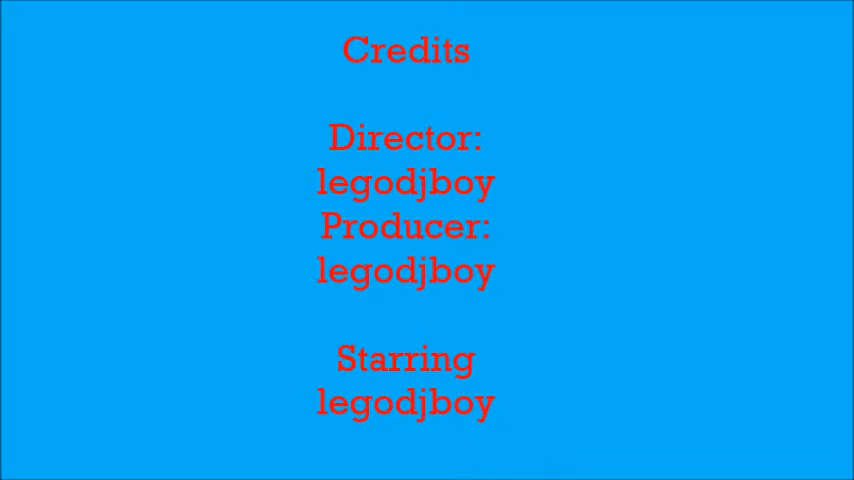 Credits
Director:
legodjboy
Producer:
legodjboy
Starring
legodjboy